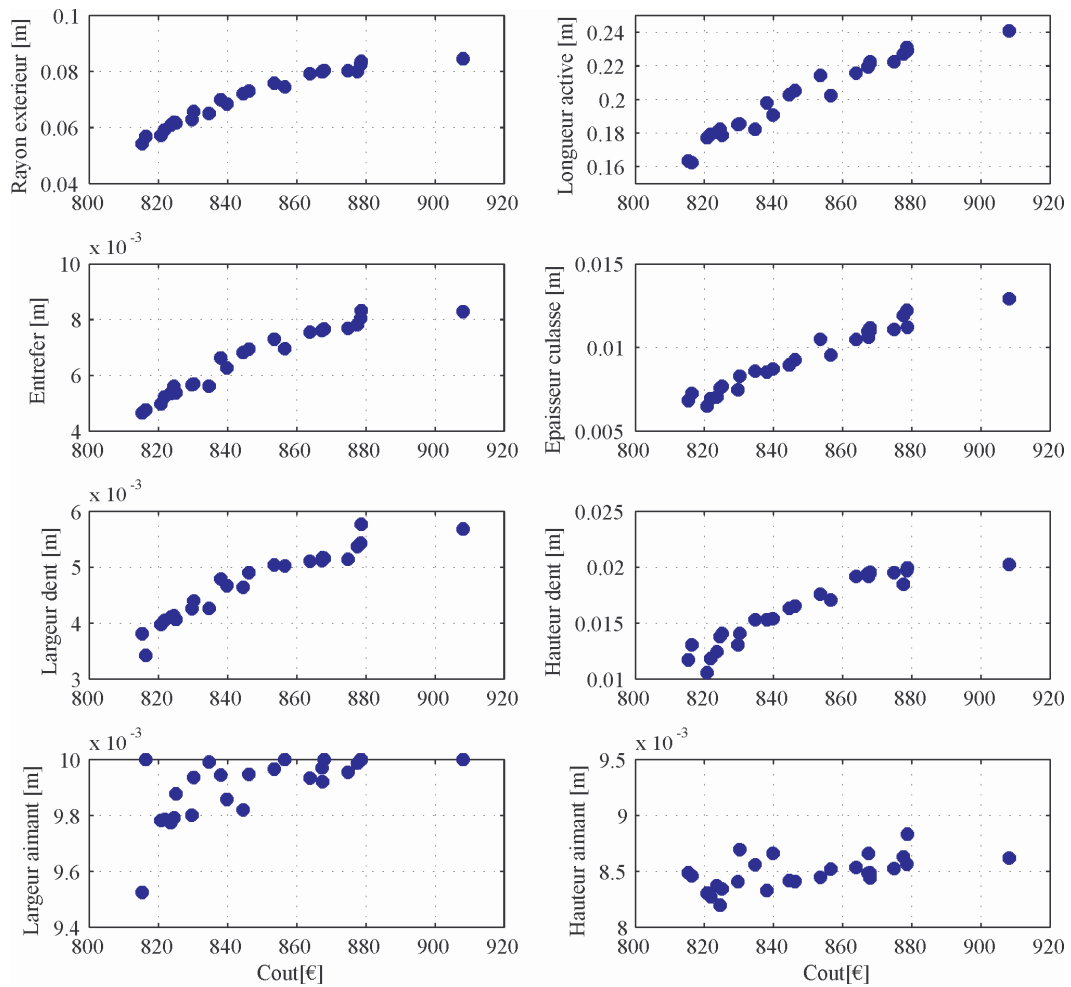 0.1
0.08
0.06
0.04
Rayon exterieur [m]
800 820 840 860 880 900 920
0.24
0.22
0.2
0.18
0.16
Longueur active [m]
800 820 840 860 880 900 920
x 10 -3
10
8
6
4
Entrefer [m]
800 820 840 860 880 900 920
0.015
0.01
0.005
Epaisseur culasse [m]
800 820 840 860 880 900 920
x 10 -3
6
5
4
3
Largeur dent [m]
800 820 840 860 880 900 920
0.025
0.02
0.015
0.01
Hauteur dent [m]
800 820 840 860 880 900 920
x 10 -3
10
9.8
9.6
9.4
Largeur aimant [m]
800 820 840 860 880 900 920
Cout[€]
x 10 -3
9.5
9
8.5
8
Hauteur aimant [m]
800 820 840 860 880 900 920
Cout[€]